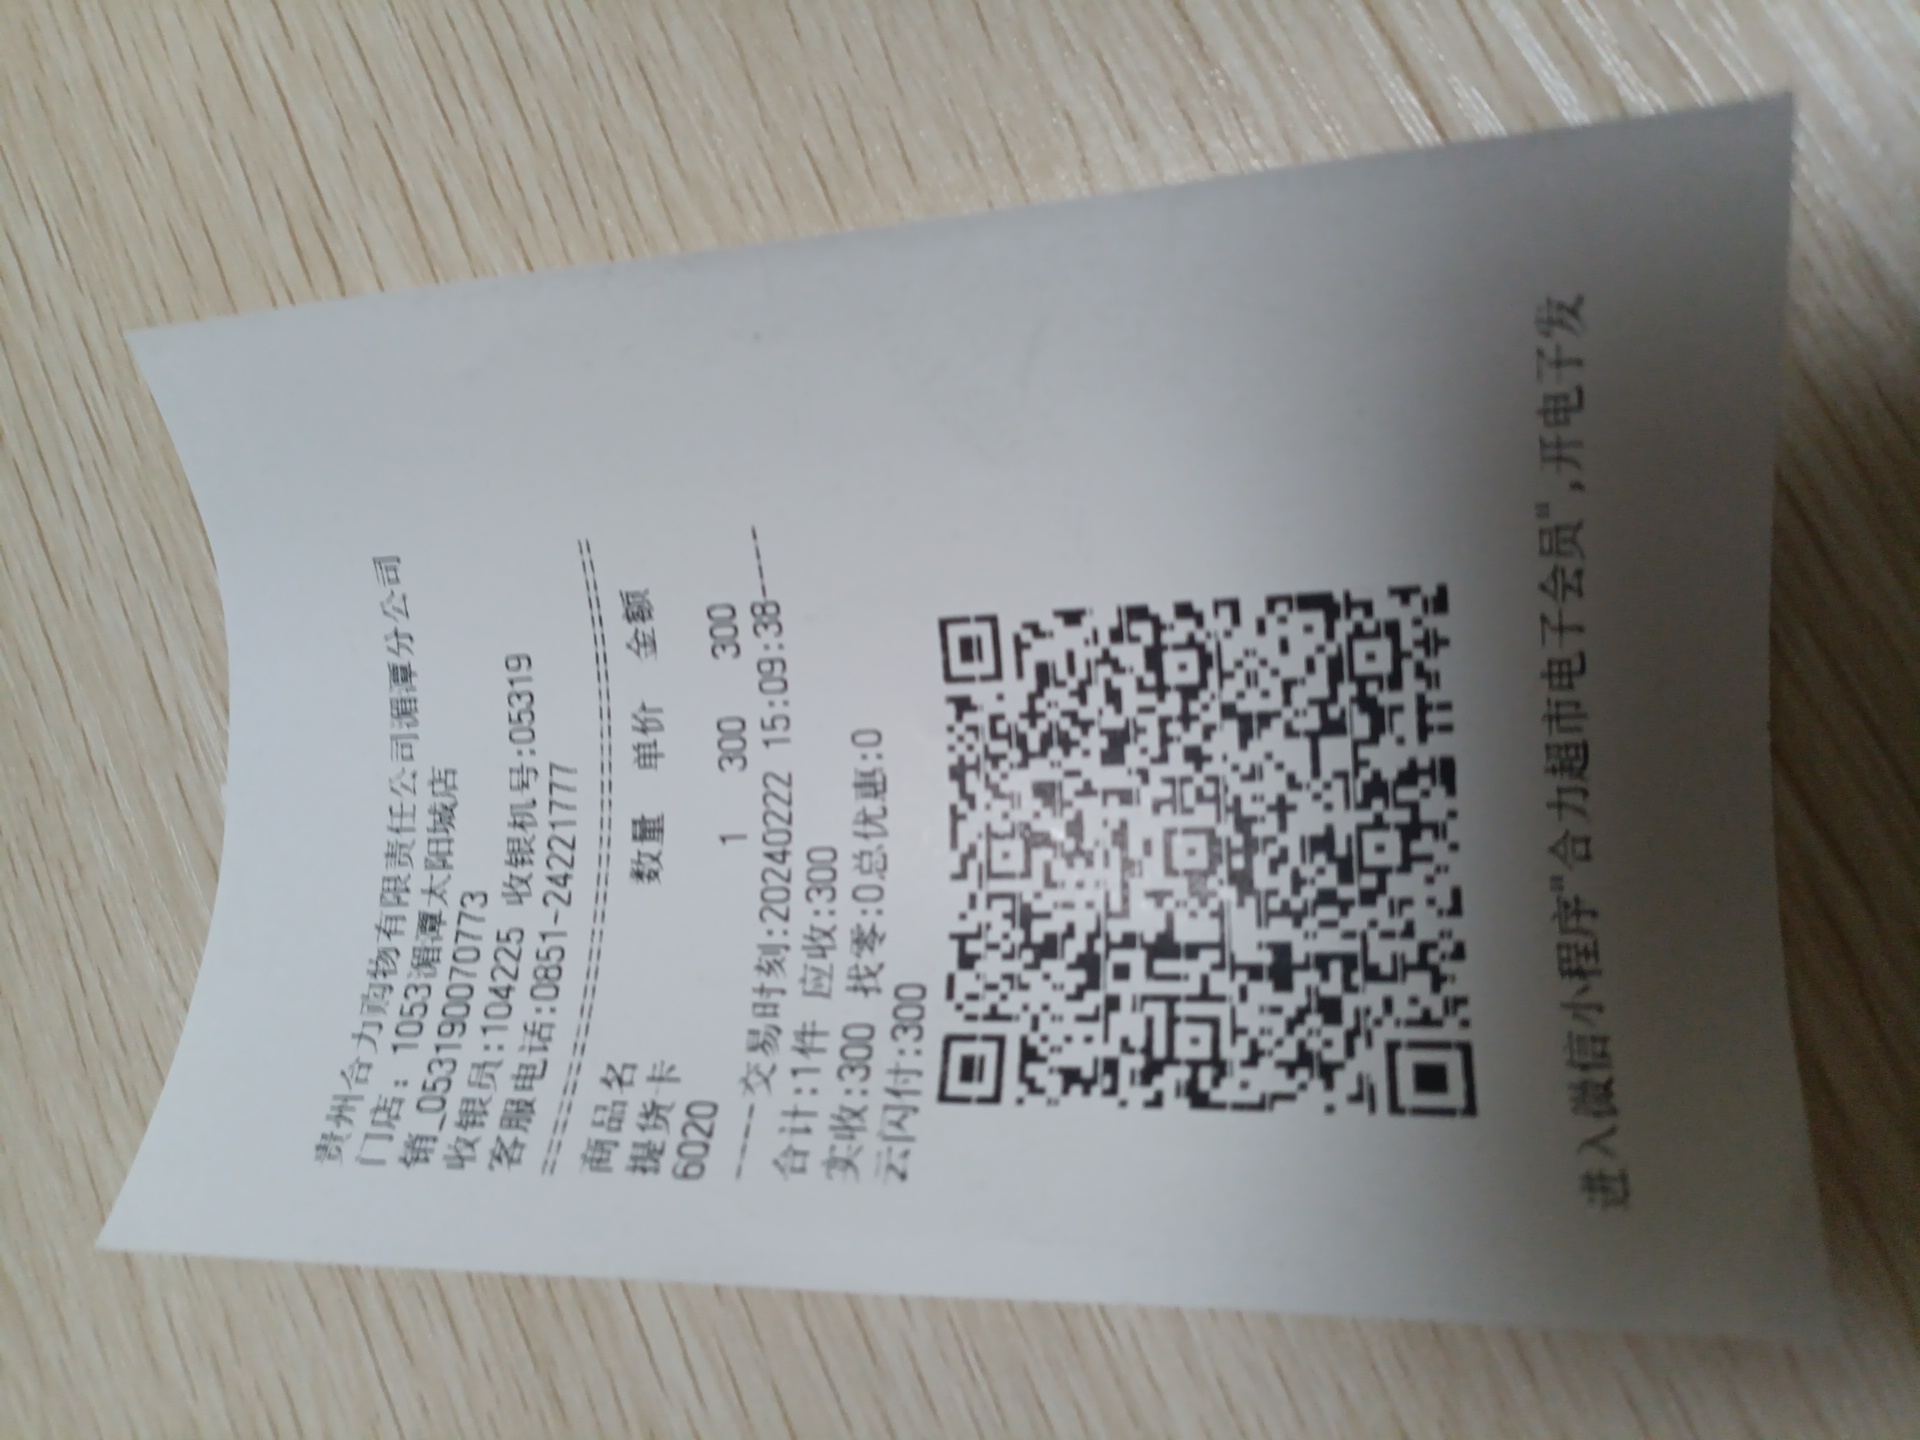 贵州合力购物有限责任公司湄潭分公司
门店: 1053湄潭太阳城店
销_053190070773
收银员:104225 收银机号:05319
客服电话:0851-24221777
================================
商品名 数量 单价 金额
提货卡
6020 1 300 300
----交易时刻:20240222 15:09:38----
合计:1件 应收:300
实收:300 找零:0总优惠:0
云闪付:300
进入微信小程序"合力超市电子会员",开电子发